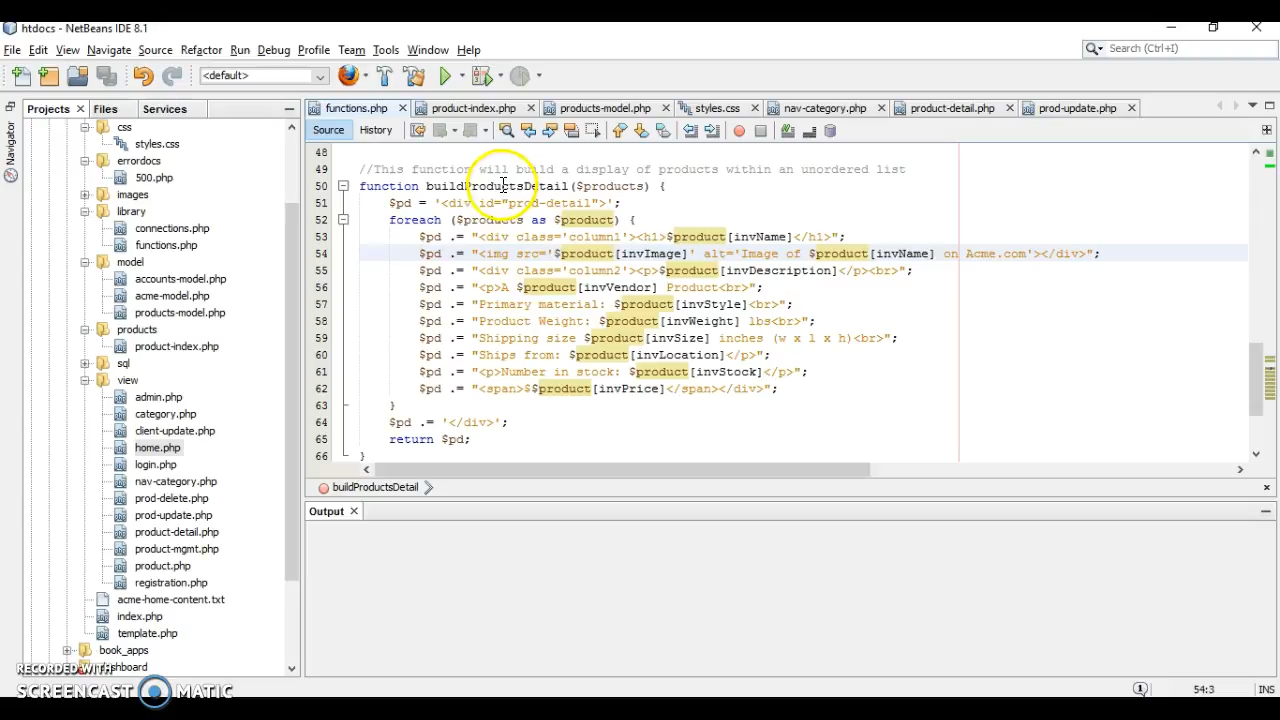 htdocs - NetBeans IDE 8.1
File Edit View Navigate Source Refactor Run Debug Profile Team Tools Window Help
Search (Ctrl+I)
<default>
Projects Files Services
functions.php product-index.php products-model.php styles.css nav-category.php product-detail.php prod-update.php
Source History
Navigator
css
styles.css
errordocs
500.php
images
library
connections.php
functions.php
model
accounts-model.php
acme-model.php
products-model.php
products
product-index.php
sql
view
admin.php
category.php
client-update.php
home.php
login.php
nav-category.php
prod-delete.php
prod-update.php
product-detail.php
product-mgmt.php
product.php
registration.php
acme-home-content.txt
index.php
template.php
book_apps
dashboard
48
49 //This function will build a display of products within an unordered list
50 function buildProductsDetail($products) {
51 $pd = '<div id="prod-detail">';
52 foreach ($products as $product) {
53 $pd .= "<div class='column1'><h1>$product[invName]</h1>";
54 $pd .= "<img src='$product[invImage]' alt='Image of $product[invName] on Acme.com'></div>";
55 $pd .= "<div class='column2'><p>$product[invDescription]</p><br>";
56 $pd .= "<p>A $product[invVendor] Product<br>";
57 $pd .= "Primary material: $product[invStyle]<br>";
58 $pd .= "Product Weight: $product[invWeight] lbs<br>";
59 $pd .= "Shipping size $product[invSize] inches (w x l x h)<br>";
60 $pd .= "Ships from: $product[invLocation]</p>";
61 $pd .= "<p>Number in stock: $product[invStock]</p>";
62 $pd .= "<span>$$product[invPrice]</span></div>";
63 }
64 $pd .= '</div>';
65 return $pd;
66 }
buildProductsDetail
Output
RECORDED WITH
SCREENCAST MATIC
1
54:3 INS